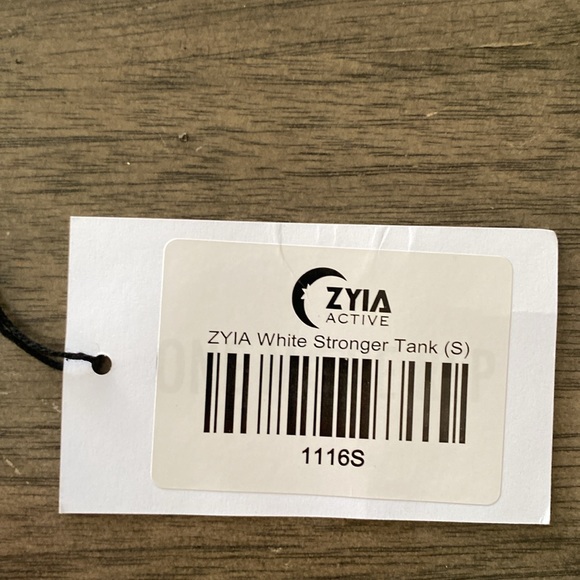 ZYIA
ACTIVE
ZYIA White Stronger Tank (S)
1116S